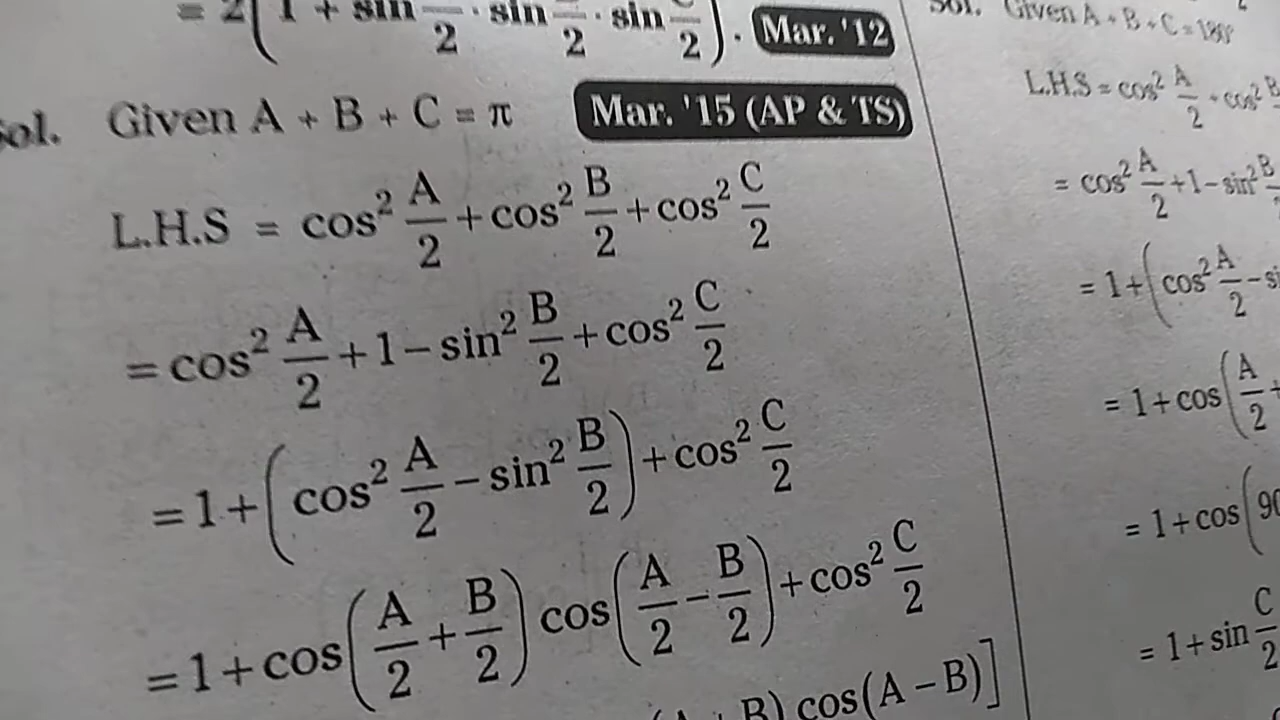 = 2(1 + sin —/2 · sin —/2 · sin —/2). Mar. '12
Sol. Given A + B + C = π Mar. '15 (AP & TS)
L.H.S = cos² A/2 + cos² B/2 + cos² C/2
= cos² A/2 + 1 − sin² B/2 + cos² C/2
= 1 + (cos² A/2 − sin² B/2) + cos² C/2
= 1 + cos(A/2 + B/2) cos(A/2 − B/2) + cos² C/2
B) cos(A − B)]
Sol. Given A + B + C = 180°
L.H.S = cos² A/2 + cos² B
= cos² A/2 + 1 − sin² B
= 1 + (cos² A/2 −
= 1 + cos(A/2 +
= 1 + cos(90
= 1 + sin C/2